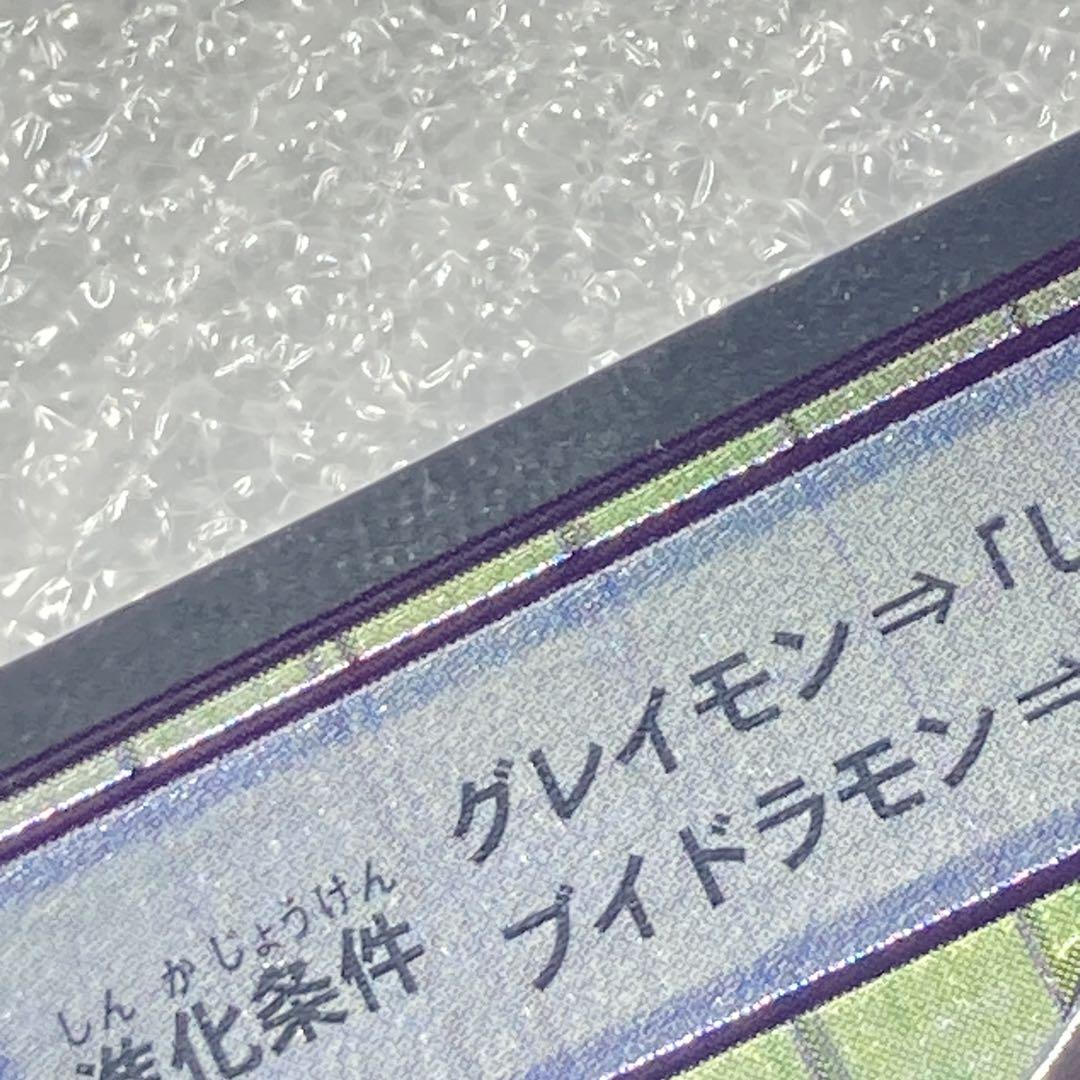 グレイモン⇒「し
ブイドラモン⇒
しんかじょうけん
進化条件